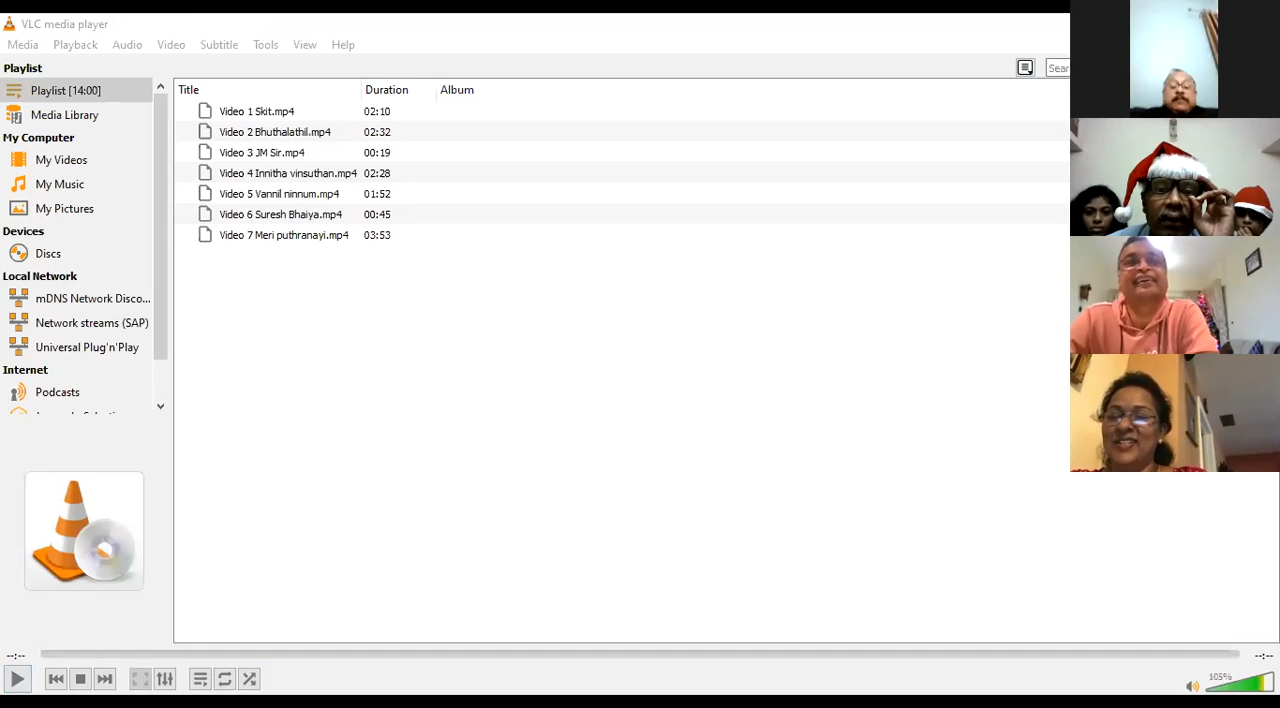 VLC media player
Media Playback Audio Video Subtitle Tools View Help
Playlist
Playlist [14:00]
Media Library
My Computer
My Videos
My Music
My Pictures
Devices
Discs
Local Network
mDNS Network Disco...
Network streams (SAP)
Universal Plug'n'Play
Internet
Podcasts
Sear
Title Duration Album
Video 1 Skit.mp4 02:10
Video 2 Bhuthalathil.mp4 02:32
Video 3 JM Sir.mp4 00:19
Video 4 Innitha vinsuthan.mp4 02:28
Video 5 Vannil ninnum.mp4 01:52
Video 6 Suresh Bhaiya.mp4 00:45
Video 7 Meri puthranayi.mp4 03:53
--:-- --:--
105%